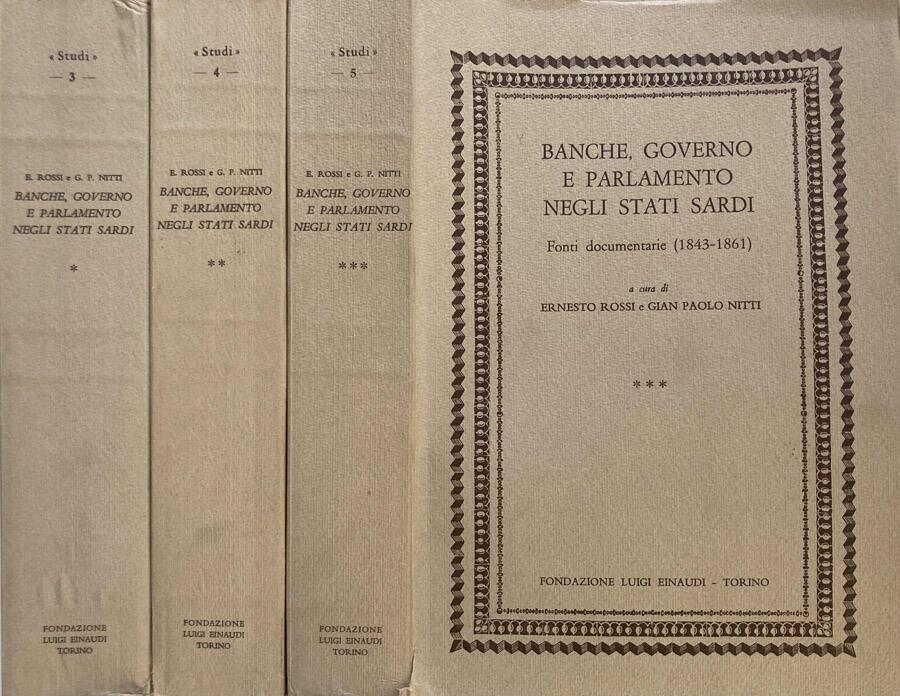 « Studi »
— 3 —
E. ROSSI e G. P. NITTI
BANCHE, GOVERNO
E PARLAMENTO
NEGLI STATI SARDI
*
FONDAZIONE
LUIGI EINAUDI
TORINO
« Studi »
— 4 —
E. ROSSI e G. P. NITTI
BANCHE, GOVERNO
E PARLAMENTO
NEGLI STATI SARDI
**
FONDAZIONE
LUIGI EINAUDI
TORINO
« Studi »
— 5 —
E. ROSSI e G. P. NITTI
BANCHE, GOVERNO
E PARLAMENTO
NEGLI STATI SARDI
***
FONDAZIONE
LUIGI EINAUDI
TORINO
BANCHE, GOVERNO
E PARLAMENTO
NEGLI STATI SARDI
Fonti documentarie (1843-1861)
a cura di
ERNESTO ROSSI e GIAN PAOLO NITTI
***
FONDAZIONE LUIGI EINAUDI - TORINO